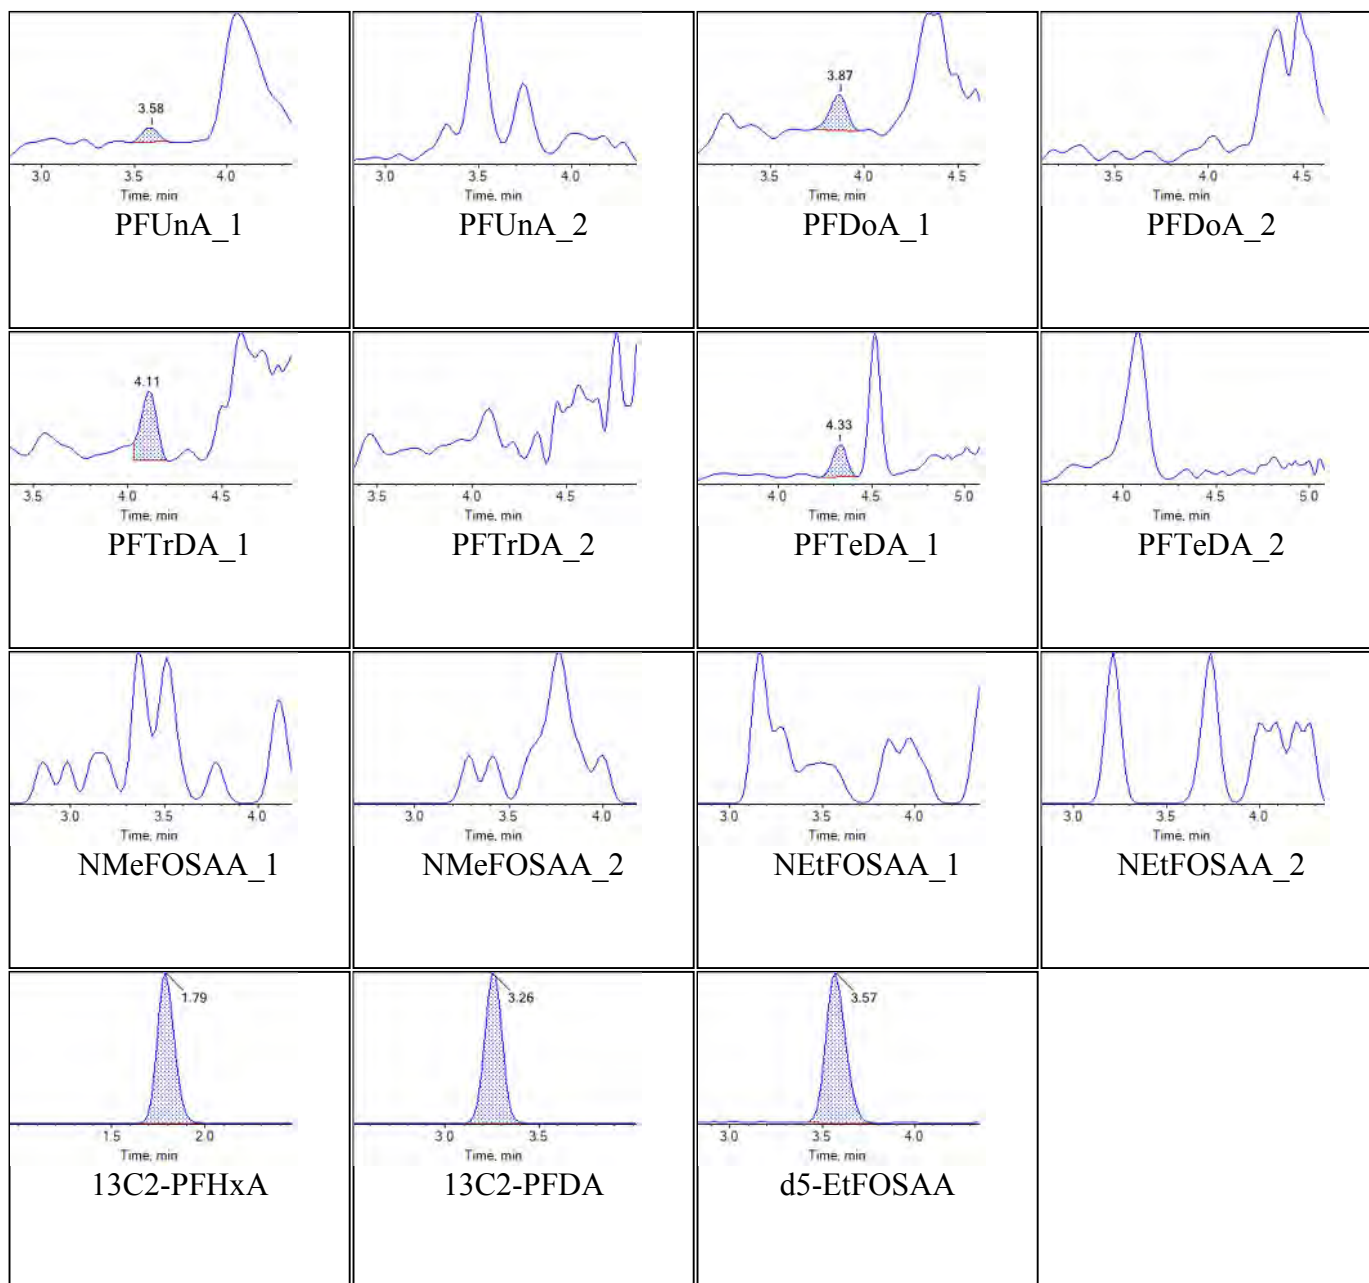 3.58
3.0 3.5 4.0
Time, min
PFUnA_1
3.0 3.5 4.0
Time, min
PFUnA_2
3.87
3.5 4.0 4.5
Time, min
PFDoA_1
3.5 4.0 4.5
Time, min
PFDoA_2
4.11
3.5 4.0 4.5
Time, min
PFTrDA_1
3.5 4.0 4.5
Time, min
PFTrDA_2
4.33
4.0 4.5 5.0
Time, min
PFTeDA_1
4.0 4.5 5.0
Time, min
PFTeDA_2
3.0 3.5 4.0
Time, min
NMeFOSAA_1
3.0 3.5 4.0
Time, min
NMeFOSAA_2
3.0 3.5 4.0
Time, min
NEtFOSAA_1
3.0 3.5 4.0
Time, min
NEtFOSAA_2
1.79
1.5 2.0
Time, min
13C2-PFHxA
3.26
3.0 3.5
Time, min
13C2-PFDA
3.57
3.0 3.5 4.0
Time, min
d5-EtFOSAA